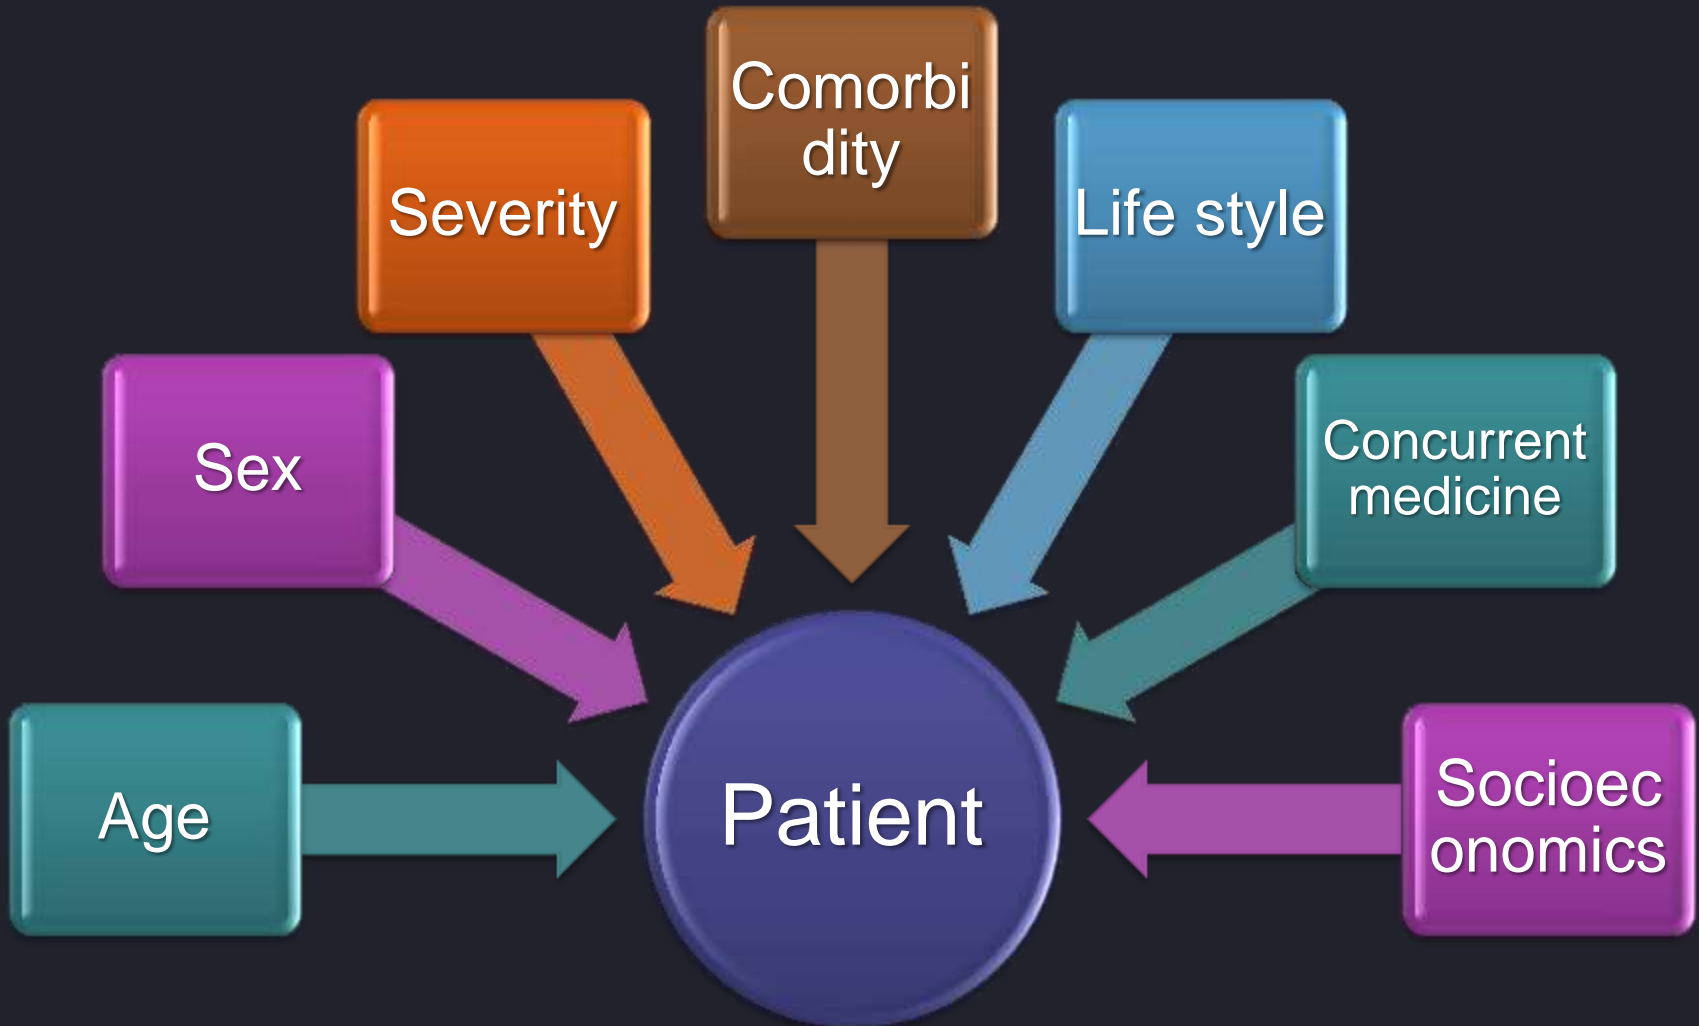 Comorbi
dity
Severity
Life style
Sex
Concurrent
medicine
Age
Patient
Socioec
onomics